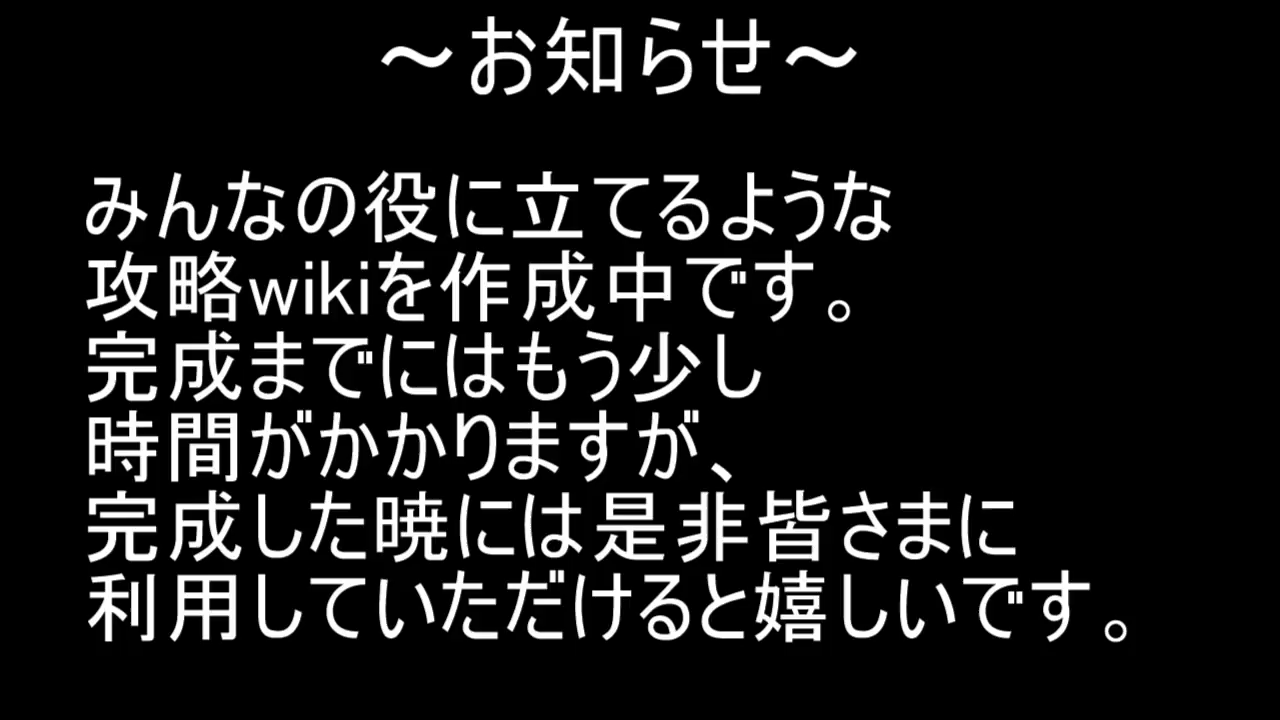 ～お知らせ～
みんなの役に立てるような
攻略wikiを作成中です。
完成までにはもう少し
時間がかかりますが、
完成した暁には是非皆さまに
利用していただけると嬉しいです。